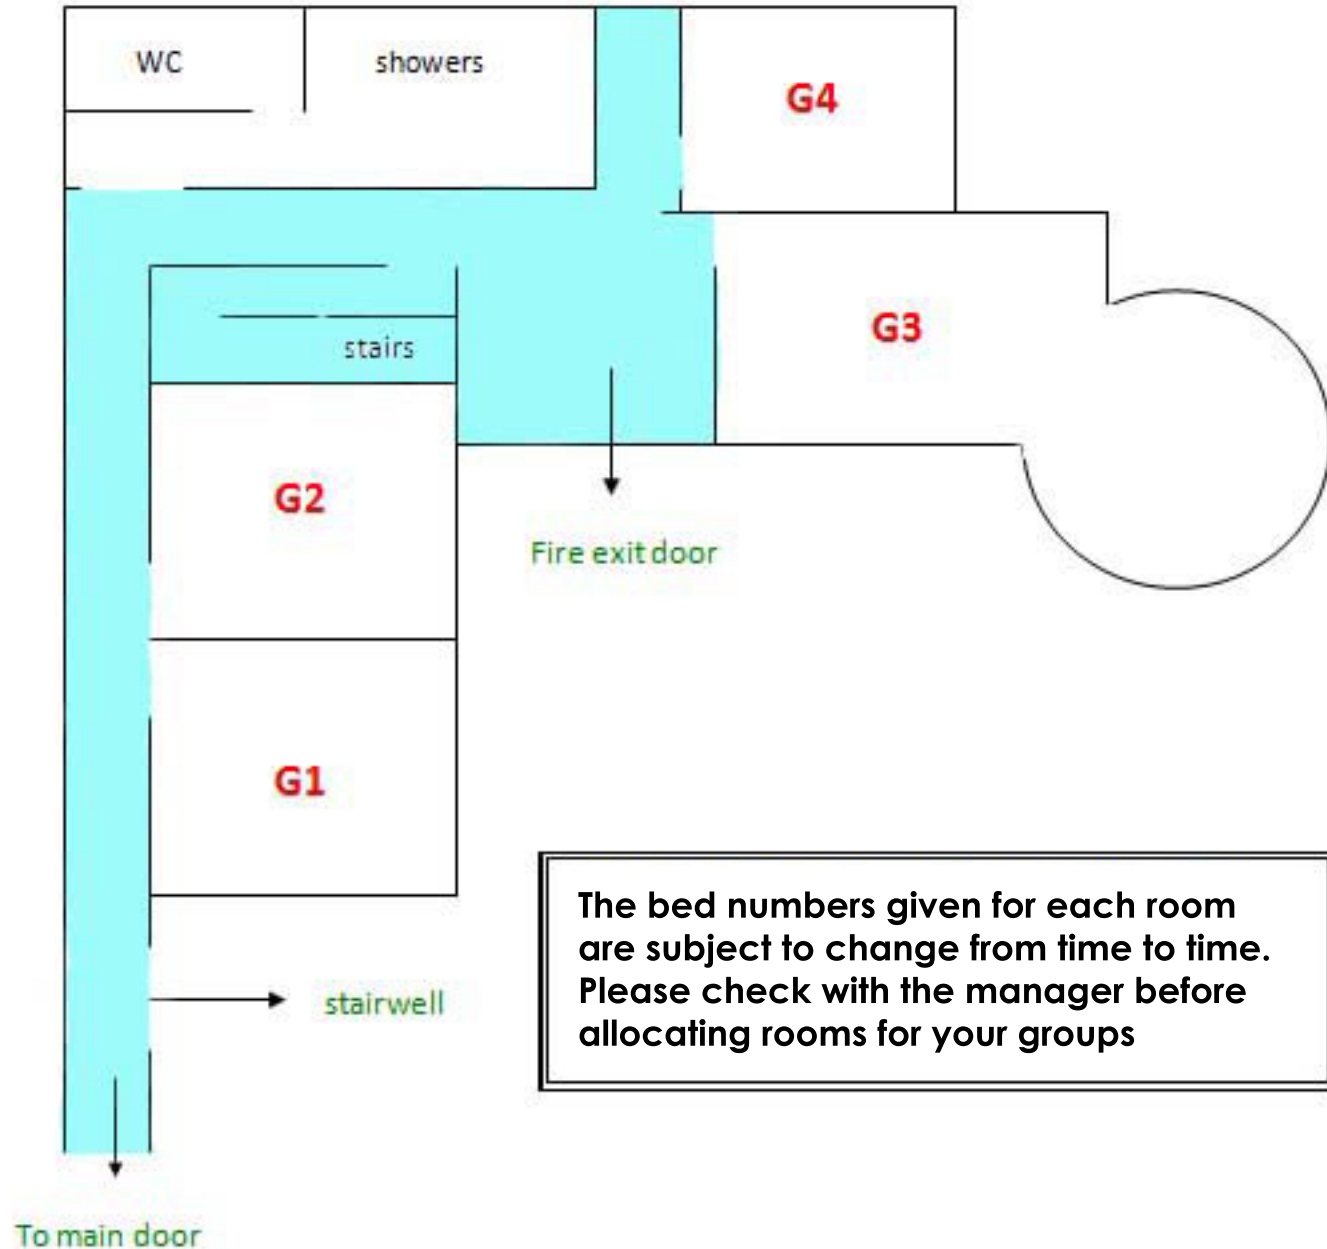 WC
showers
G4
G3
stairs
G2
Fire exit door
G1
The bed numbers given for each room
are subject to change from time to time.
Please check with the manager before
allocating rooms for your groups
stairwell
To main door